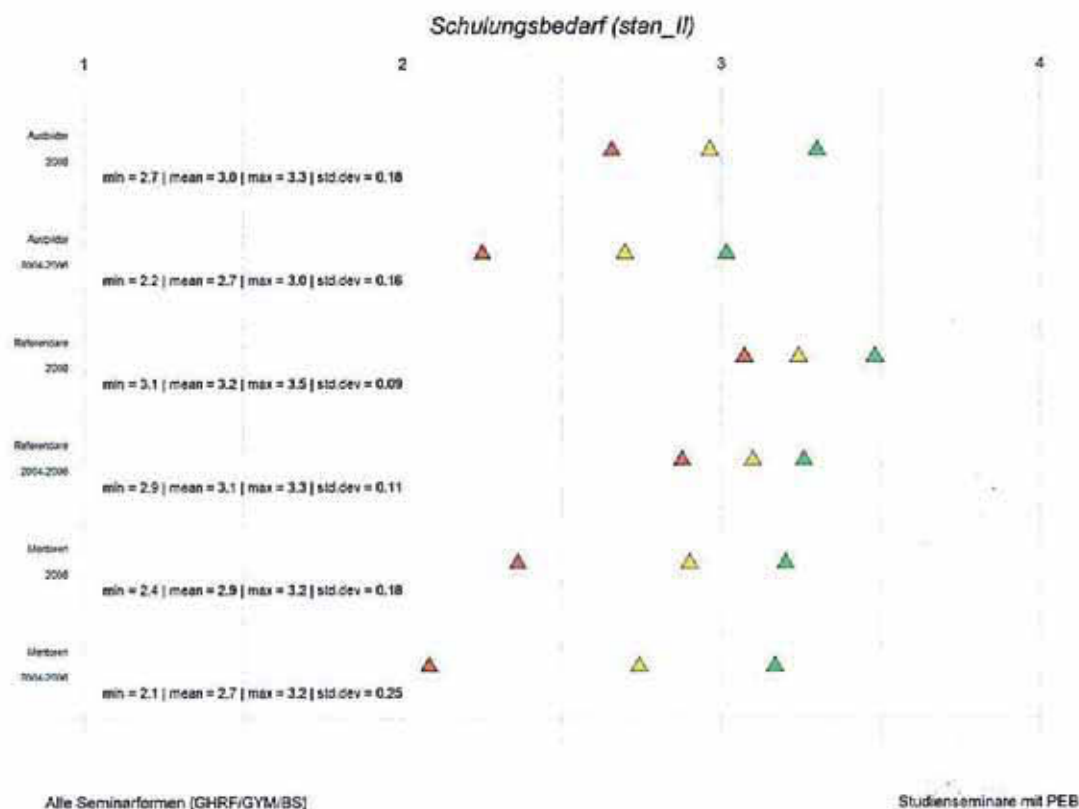 Schulungsbedarf (stan_II)
1 2 3 4
Ausbilder
min = 2.7 | mean = 3.0 | max = 3.3 | std.dev = 0.18
Ausbilder
2004-2006
min = 2.2 | mean = 2.7 | max = 3.0 | std.dev = 0.16
Referendare
min = 3.1 | mean = 3.2 | max = 3.5 | std.dev = 0.09
Referendare
2004-2006
min = 2.9 | mean = 3.1 | max = 3.3 | std.dev = 0.11
Mentoren
min = 2.4 | mean = 2.9 | max = 3.2 | std.dev = 0.18
Mentoren
2004-2006
min = 2.1 | mean = 2.7 | max = 3.2 | std.dev = 0.25
Alle Seminarformen [GHRF/GYM/BS]
Studienseminare mit PEB